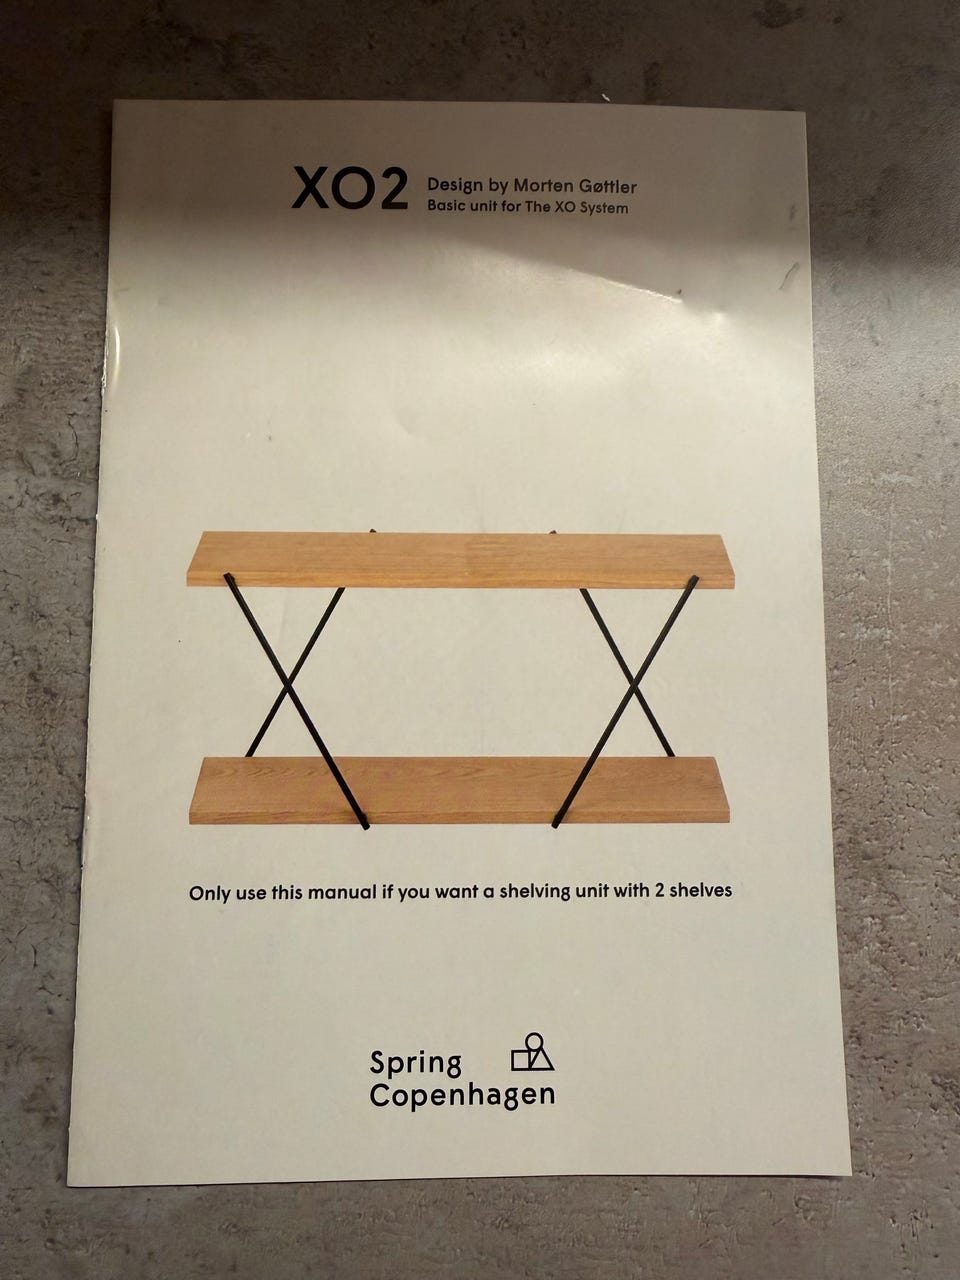 XO2
Design by Morten Gøttler
Basic unit for The XO System
Only use this manual if you want a shelving unit with 2 shelves
Spring
Copenhagen